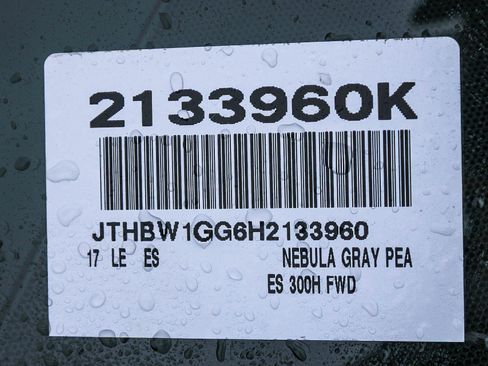 2133960K
JTHBW1GG6H2133960
17 LE ES NEBULA GRAY PEA
ES 300H FWD